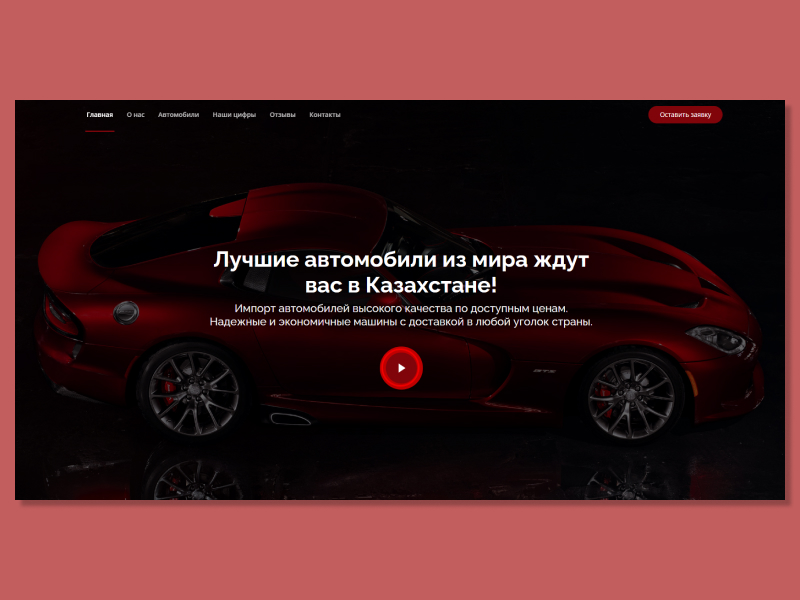 Главная О нас Автомобили Наши цифры Отзывы Контакты Оставить заявку
Лучшие автомобили из мира ждут
вас в Казахстане!
Импорт автомобилей высокого качества по доступным ценам.
Надежные и экономичные машины с доставкой в любой уголок страны.
GTS